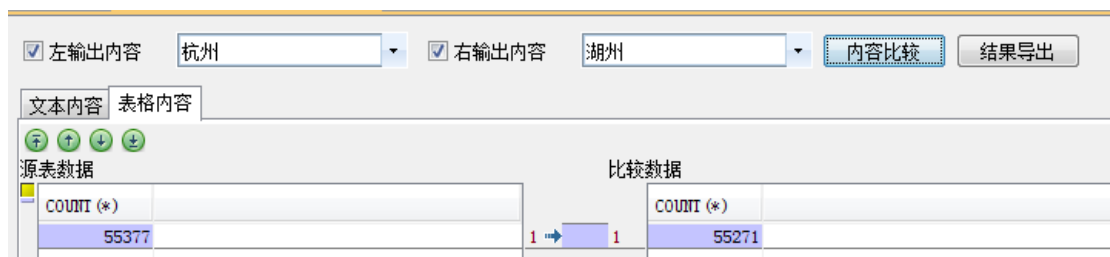 左输出内容 杭州 右输出内容 湖州 内容比较 结果导出
文本内容 表格内容
源表数据 比较数据
COUNT (*) COUNT (*)
55377 1 1 55271